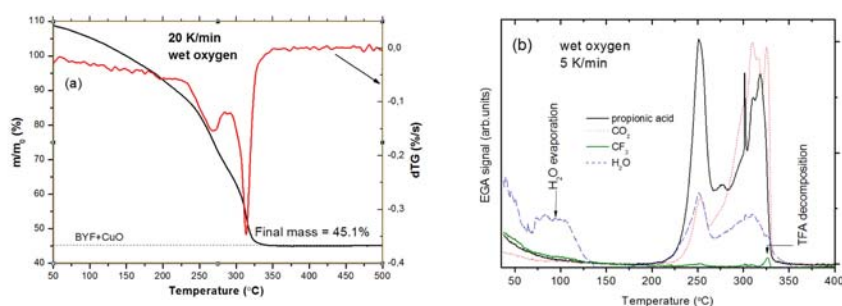 (a)
20 K/min
wet oxygen
m/m0 (%)
110
100
90
80
70
60
50
40
BYF+CuO
Final mass = 45.1%
dTG (%/s)
0,0
-0,1
-0,2
-0,3
-0,4
50 100 150 200 250 300 350 400 450 500
Temperature (°C)
(b)
wet oxygen
5 K/min
propionic acid
CO2
CF3
H2O
EGA signal (arb.units)
H2O evaporation
TFA decomposition
50 100 150 200 250 300 350 400 450 500
Temperature (°C)